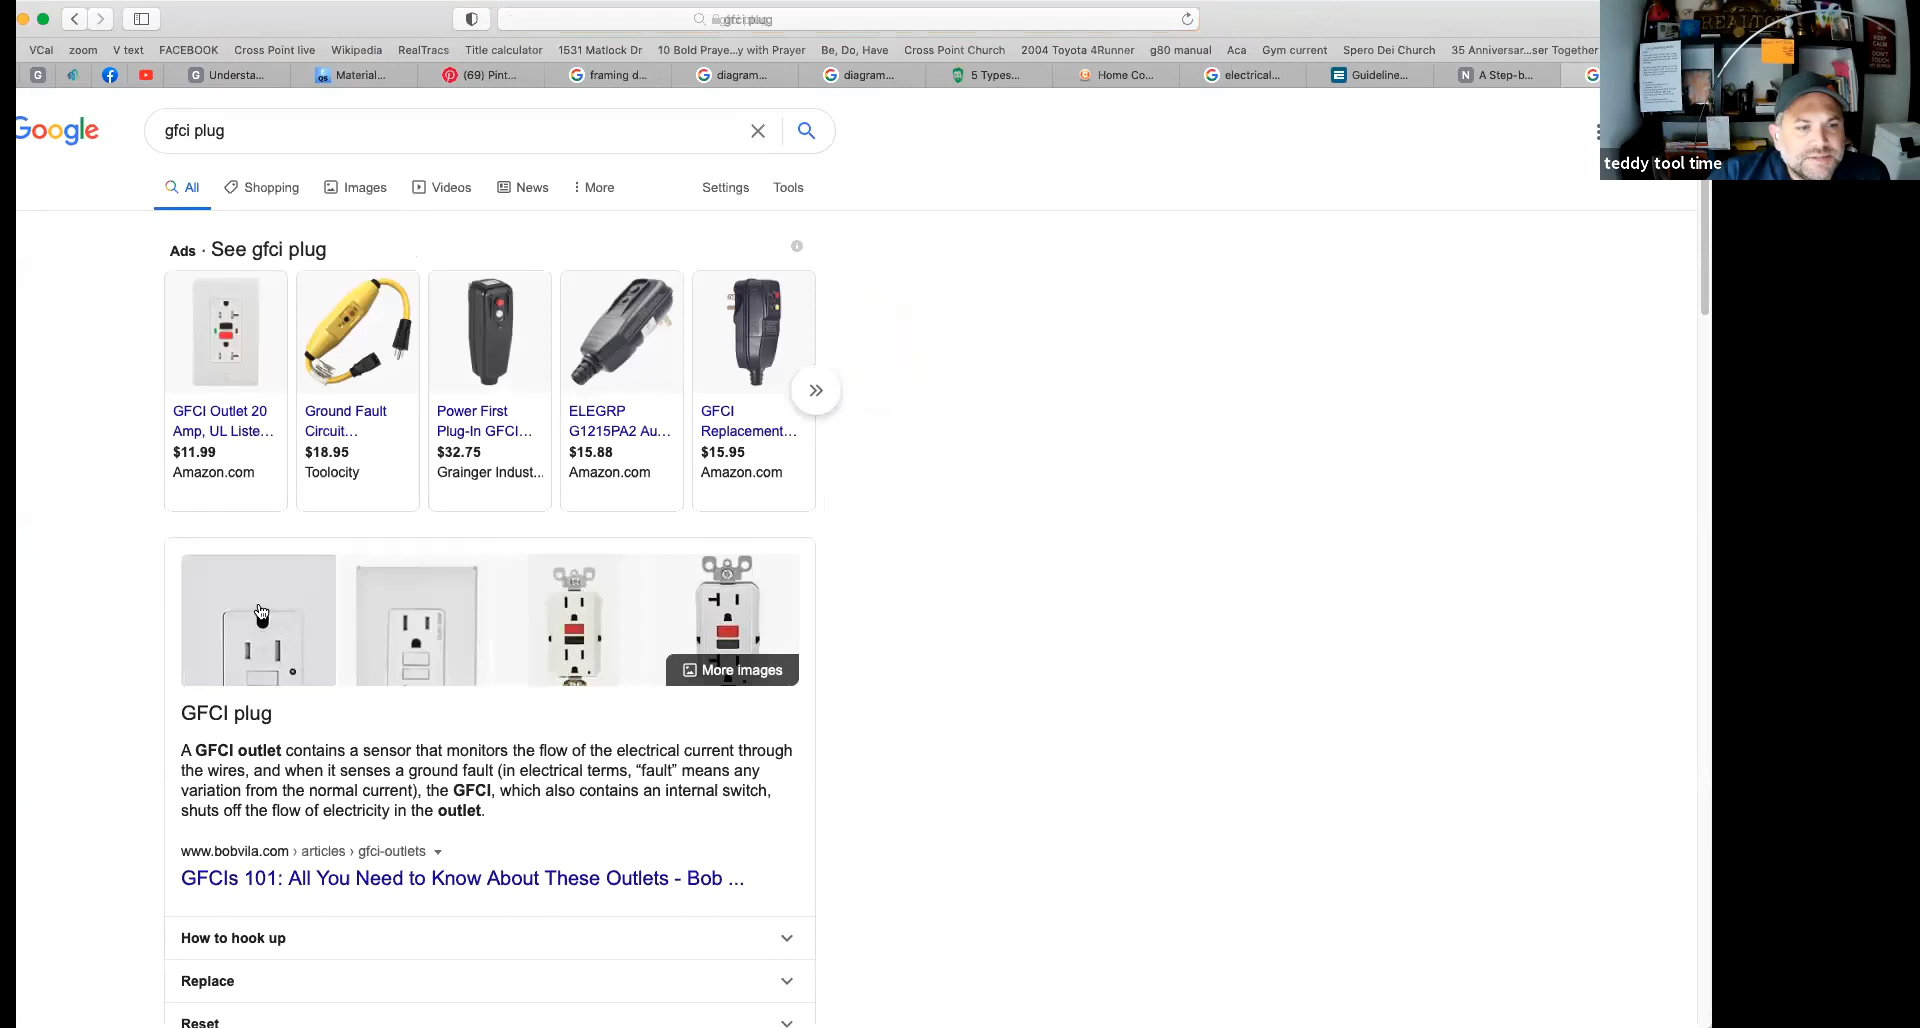 gfci plug
VCal zoom V text FACEBOOK Cross Point live Wikipedia RealTracs Title calculator 1531 Matlock Dr 10 Bold Praye...y with Prayer Be, Do, Have Cross Point Church 2004 Toyota 4Runner g80 manual Aca Gym current Spero Dei Church 35 Anniversar...ser Together
G G Understa... QS Material... (69) Pint... framing d... diagram... diagram... 5 Types... Home Co... electrical... Guideline... N A Step-b...
REALTOR
KEEP CALM AND DON'T TOUCH MY
teddy tool time
Google
gfci plug
All Shopping Images Videos News More Settings Tools
Ads · See gfci plug
GFCI Outlet 20 Amp, UL Liste...
$11.99
Amazon.com
Ground Fault Circuit...
$18.95
Toolocity
Power First Plug-In GFCI...
$32.75
Grainger Indust...
ELEGRP G1215PA2 Au...
$15.88
Amazon.com
GFCI Replacement...
$15.95
Amazon.com
More images
GFCI plug
A GFCI outlet contains a sensor that monitors the flow of the electrical current through
the wires, and when it senses a ground fault (in electrical terms, “fault” means any
variation from the normal current), the GFCI, which also contains an internal switch,
shuts off the flow of electricity in the outlet.
www.bobvila.com › articles › gfci-outlets
GFCIs 101: All You Need to Know About These Outlets - Bob ...
How to hook up
Replace
Reset